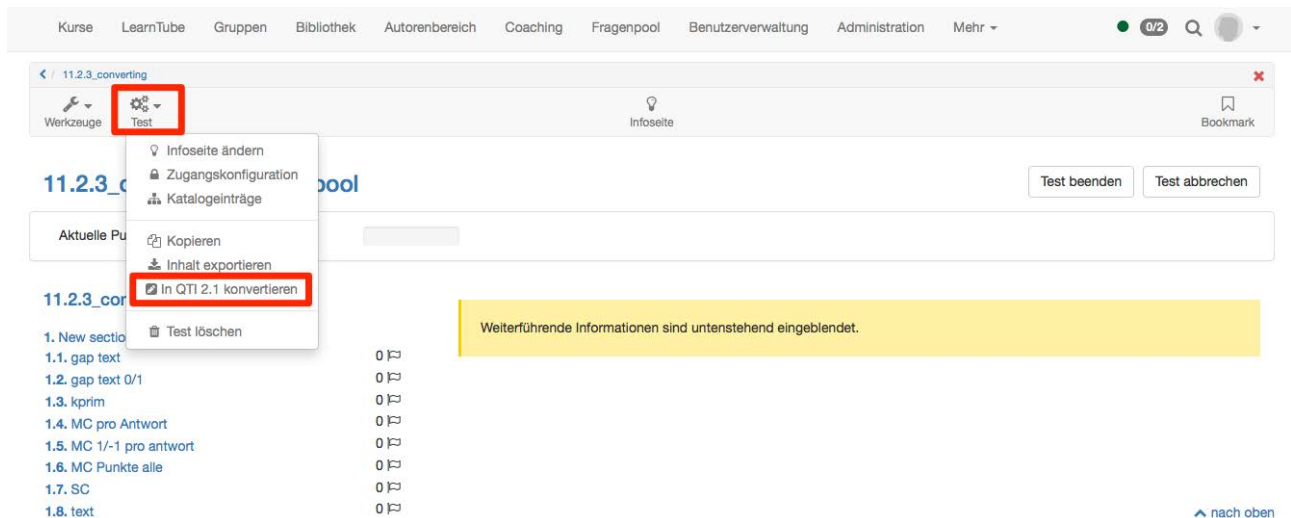 Kurse LearnTube Gruppen Bibliothek Autorenbereich Coaching Fragenpool Benutzerverwaltung Administration Mehr 0/2
/ 11.2.3_converting
Werkzeuge Test Infoseite Bookmark
Infoseite ändern
Zugangskonfiguration
11.2.3_c pool Test beenden Test abbrechen
Katalogeinträge
Aktuelle Pu
Kopieren
Inhalt exportieren
In QTI 2.1 konvertieren
11.2.3_con
Weiterführende Informationen sind untenstehend eingeblendet.
Test löschen
1. New sectio
1.1. gap text 0
1.2. gap text 0/1 0
1.3. kprim 0
1.4. MC pro Antwort 0
1.5. MC 1/-1 pro antwort 0
1.6. MC Punkte alle 0
1.7. SC 0
1.8. text 0
nach oben